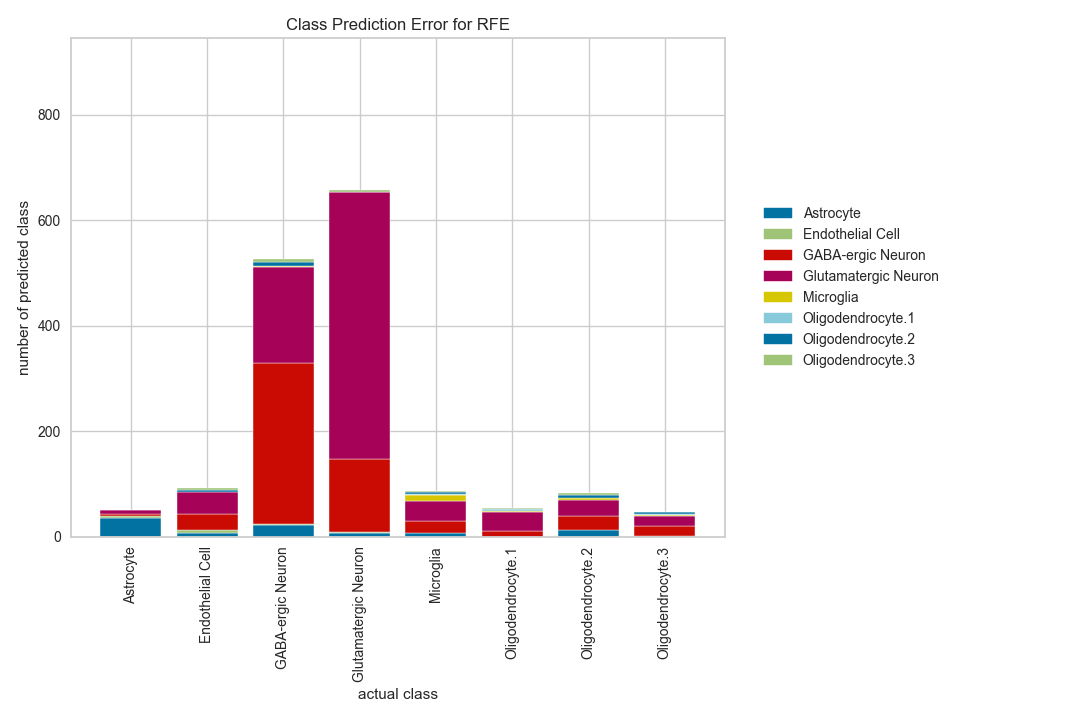 Class Prediction Error for RFE
number of predicted class
800
600
400
200
0
Astrocyte
Endothelial Cell
GABA-ergic Neuron
Glutamatergic Neuron
Microglia
Oligodendrocyte.1
Oligodendrocyte.2
Oligodendrocyte.3
actual class
Astrocyte
Endothelial Cell
GABA-ergic Neuron
Glutamatergic Neuron
Microglia
Oligodendrocyte.1
Oligodendrocyte.2
Oligodendrocyte.3